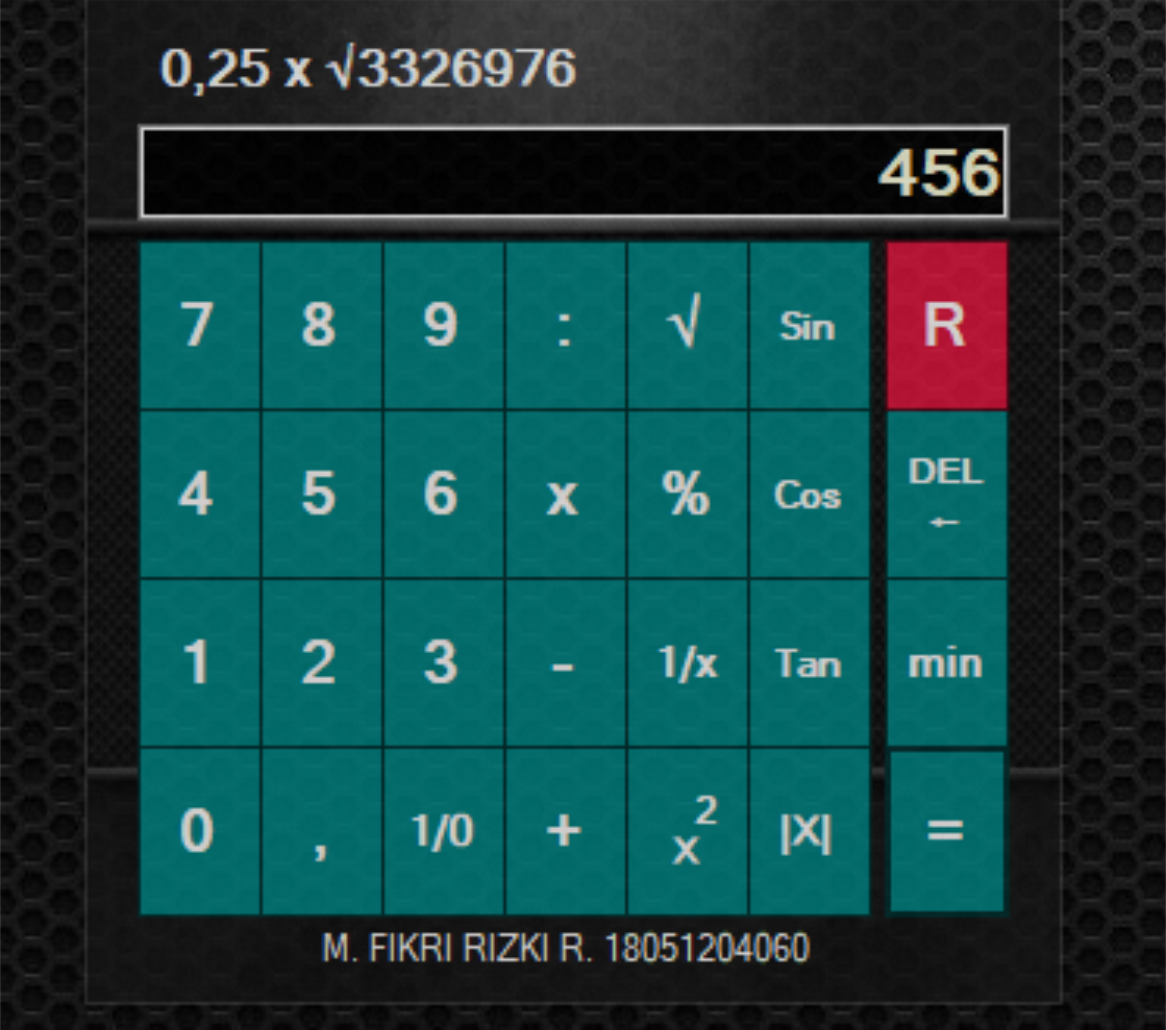 0,25 x √3326976
456
7 8 9 : √ Sin R
4 5 6 x % Cos DEL ←
1 2 3 - 1/x Tan min
0 , 1/0 + x² |X| =
M. FIKRI RIZKI R. 18051204060